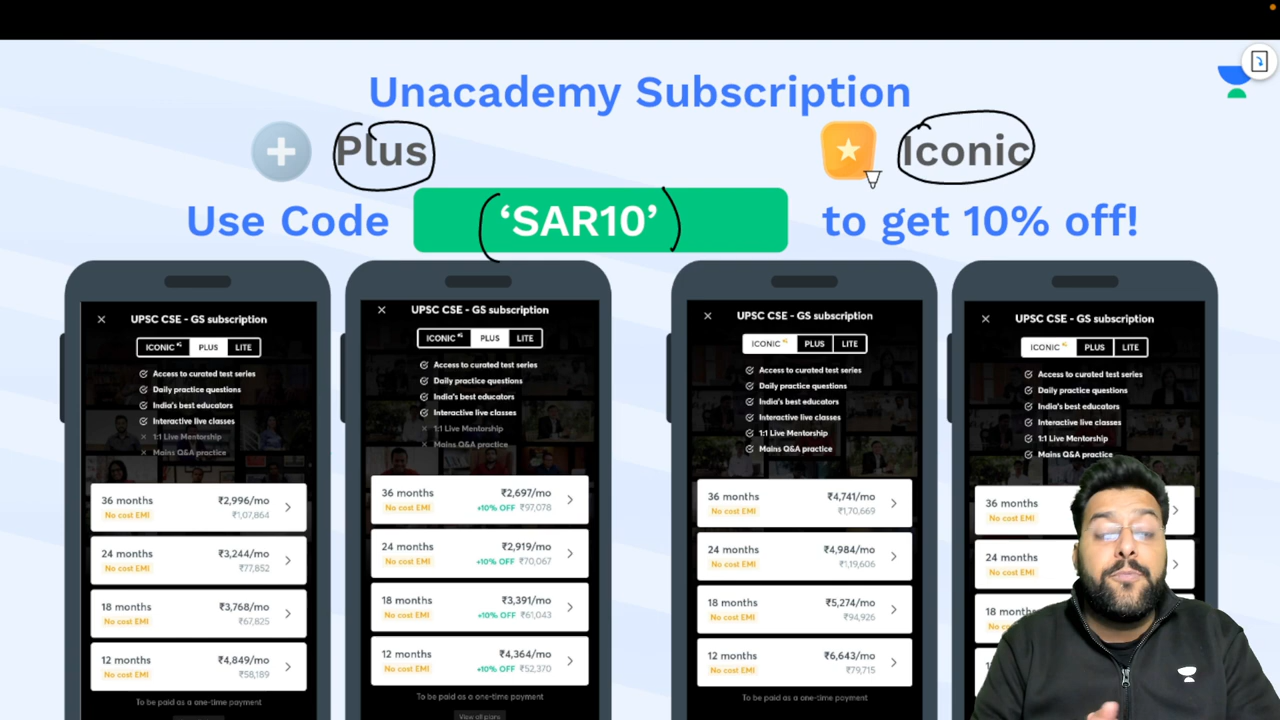 Unacademy Subscription
Plus
Iconic
Use Code 'SAR10' to get 10% off!
UPSC CSE - GS subscription
ICONIC PLUS LITE
Access to curated test series
Daily practice questions
India's best educators
Interactive live classes
1:1 Live Mentorship
Mains Q&A practice
36 months ₹2,996/mo
No cost EMI ₹1,07,864
24 months ₹3,244/mo
No cost EMI ₹77,852
18 months ₹3,768/mo
No cost EMI ₹67,825
12 months ₹4,849/mo
No cost EMI ₹58,189
To be paid as a one-time payment
UPSC CSE - GS subscription
ICONIC PLUS LITE
Access to curated test series
Daily practice questions
India's best educators
Interactive live classes
1:1 Live Mentorship
Mains Q&A practice
36 months ₹2,697/mo
No cost EMI +10% OFF ₹97,078
24 months ₹2,919/mo
No cost EMI +10% OFF ₹70,067
18 months ₹3,391/mo
No cost EMI +10% OFF ₹61,043
12 months ₹4,364/mo
No cost EMI +10% OFF ₹52,370
To be paid as a one-time payment
View all plans
UPSC CSE - GS subscription
ICONIC PLUS LITE
Access to curated test series
Daily practice questions
India's best educators
Interactive live classes
1:1 Live Mentorship
Mains Q&A practice
36 months ₹4,741/mo
No cost EMI ₹1,70,669
24 months ₹4,984/mo
No cost EMI ₹1,19,606
18 months ₹5,274/mo
No cost EMI ₹94,926
12 months ₹6,643/mo
No cost EMI ₹79,715
To be paid as a one-time payment
UPSC CSE - GS subscription
ICONIC PLUS LITE
Access to curated test series
Daily practice questions
India's best educators
Interactive live classes
1:1 Live Mentorship
Mains Q&A practice
36 months
No cost EMI
24 months
No cost EMI
18 months